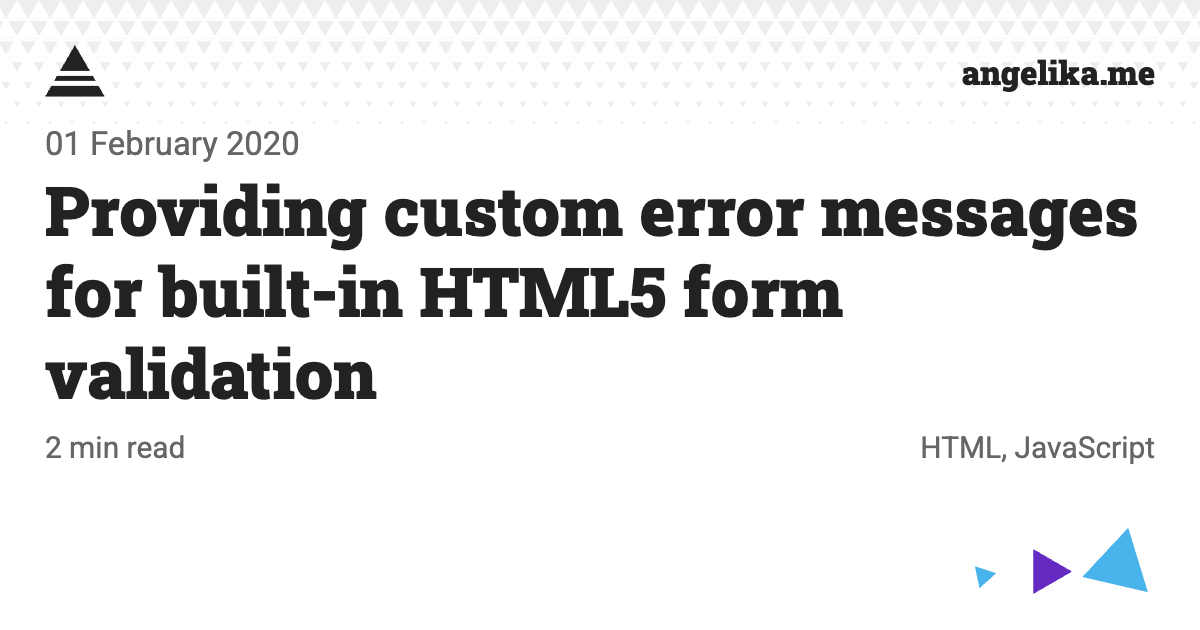 angelika.me
01 February 2020
Providing custom error messages
for built-in HTML5 form
validation
2 min read
HTML, JavaScript